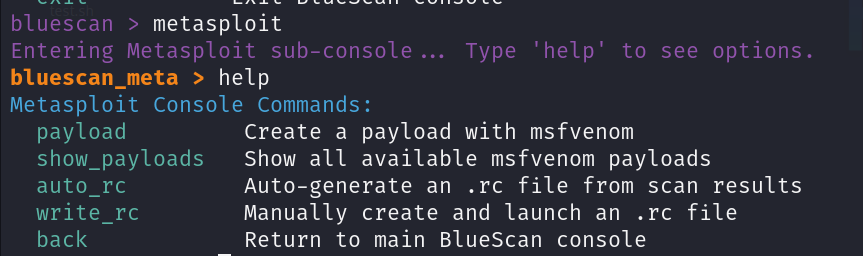 exit Exit BlueScan Console
bluescan > metasploit
Entering Metasploit sub-console... Type 'help' to see options.
bluescan_meta > help
Metasploit Console Commands:
payload Create a payload with msfvenom
show_payloads Show all available msfvenom payloads
auto_rc Auto-generate an .rc file from scan results
write_rc Manually create and launch an .rc file
back Return to main BlueScan console